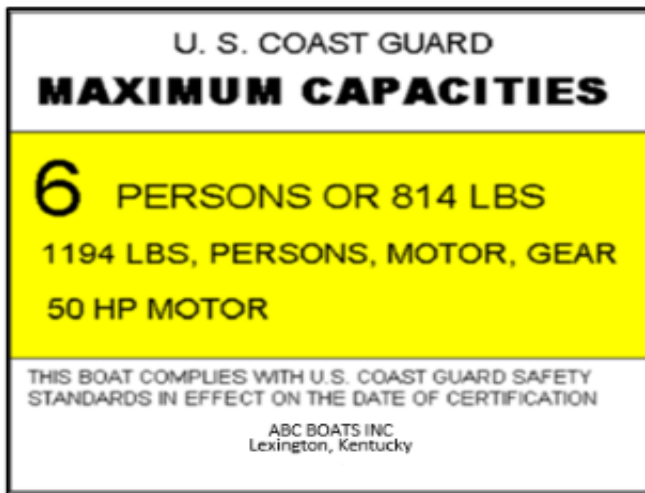 U. S. COAST GUARD
MAXIMUM CAPACITIES
6 PERSONS OR 814 LBS
1194 LBS, PERSONS, MOTOR, GEAR
50 HP MOTOR
THIS BOAT COMPLIES WITH U.S. COAST GUARD SAFETY
STANDARDS IN EFFECT ON THE DATE OF CERTIFICATION
ABC BOATS INC
Lexington, Kentucky